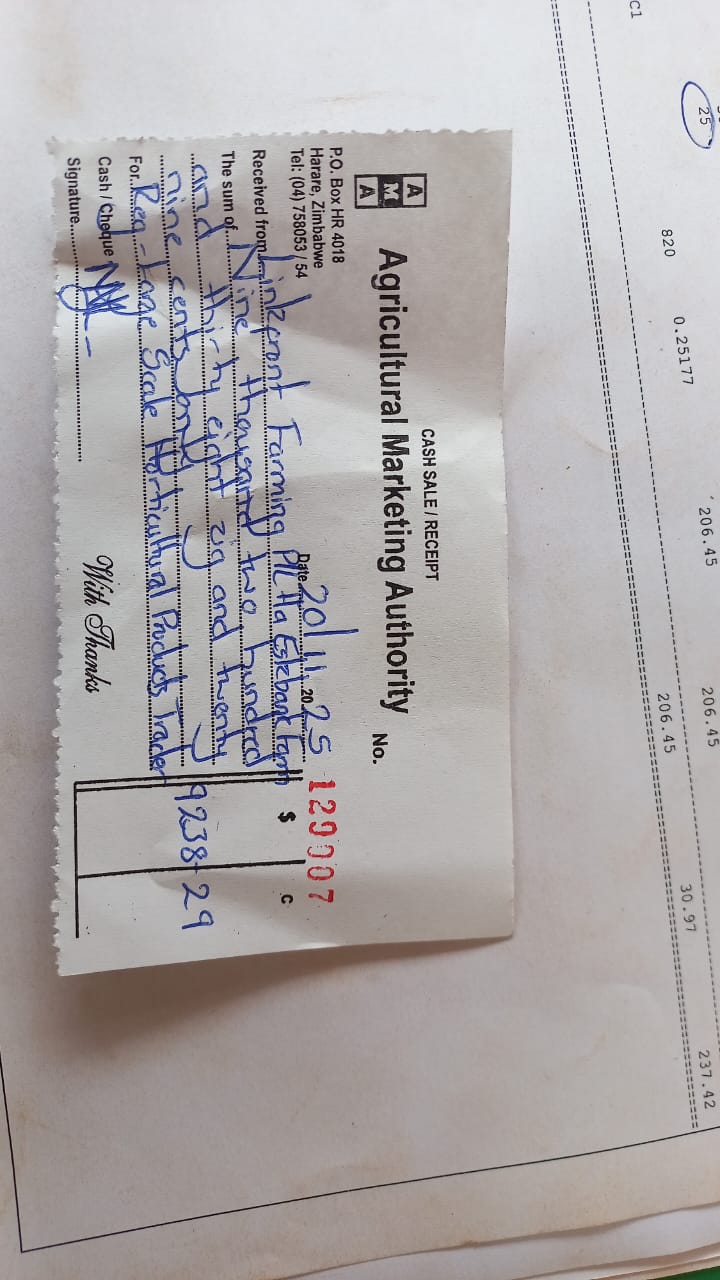 25
206.45
206.45
237.42
820
0.25177
206.45
30.97
C1
CASH SALE / RECEIPT
A
M
A
Agricultural Marketing Authority
No. 120007
P.O. Box HR 4018
Harare, Zimbabwe
Tel: (04) 758053 / 54
Date 20/11 2025
Received from Linkfront Farming P/L t/a Eskbank Farm
The sum of Nine thousand two hundred
and thirty eight zig and twenty
nine cents only
$ c
9238-29
For Reg - Large Scale Horticultural Products Trader
Cash / Cheque
Signature
With Thanks